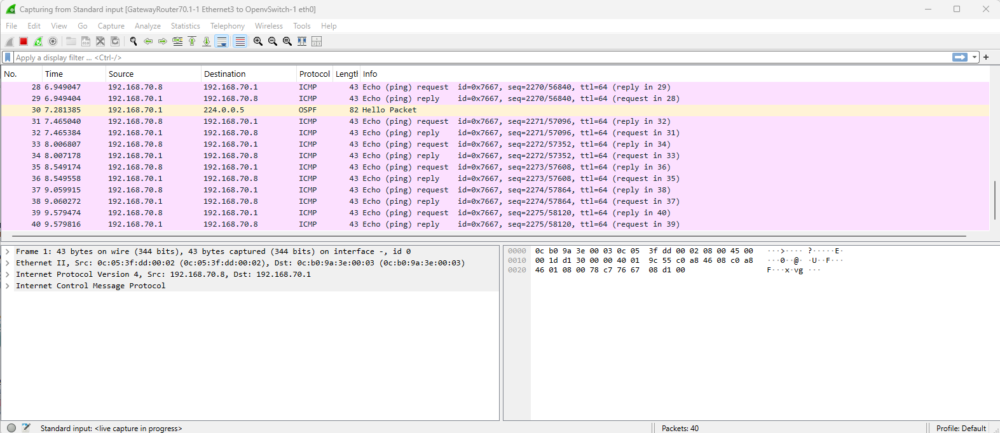 Capturing from Standard input [GatewayRouter70.1-1 Ethernet3 to OpenvSwitch-1 eth0]
File Edit View Go Capture Analyze Statistics Telephony Wireless Tools Help
Apply a display filter ... <Ctrl-/>
No. Time Source Destination Protocol Length Info
28 6.949047 192.168.70.8 192.168.70.1 ICMP 43 Echo (ping) request id=0x7667, seq=2270/56840, ttl=64 (reply in 29)
29 6.949404 192.168.70.1 192.168.70.8 ICMP 43 Echo (ping) reply id=0x7667, seq=2270/56840, ttl=64 (request in 28)
30 7.281385 192.168.70.1 224.0.0.5 OSPF 82 Hello Packet
31 7.465040 192.168.70.8 192.168.70.1 ICMP 43 Echo (ping) request id=0x7667, seq=2271/57096, ttl=64 (reply in 32)
32 7.465384 192.168.70.1 192.168.70.8 ICMP 43 Echo (ping) reply id=0x7667, seq=2271/57096, ttl=64 (request in 31)
33 8.006807 192.168.70.8 192.168.70.1 ICMP 43 Echo (ping) request id=0x7667, seq=2272/57352, ttl=64 (reply in 34)
34 8.007178 192.168.70.1 192.168.70.8 ICMP 43 Echo (ping) reply id=0x7667, seq=2272/57352, ttl=64 (request in 33)
35 8.549174 192.168.70.8 192.168.70.1 ICMP 43 Echo (ping) request id=0x7667, seq=2273/57608, ttl=64 (reply in 36)
36 8.549558 192.168.70.1 192.168.70.8 ICMP 43 Echo (ping) reply id=0x7667, seq=2273/57608, ttl=64 (request in 35)
37 9.059915 192.168.70.8 192.168.70.1 ICMP 43 Echo (ping) request id=0x7667, seq=2274/57864, ttl=64 (reply in 38)
38 9.060272 192.168.70.1 192.168.70.8 ICMP 43 Echo (ping) reply id=0x7667, seq=2274/57864, ttl=64 (request in 37)
39 9.579474 192.168.70.8 192.168.70.1 ICMP 43 Echo (ping) request id=0x7667, seq=2275/58120, ttl=64 (reply in 40)
40 9.579816 192.168.70.1 192.168.70.8 ICMP 43 Echo (ping) reply id=0x7667, seq=2275/58120, ttl=64 (request in 39)
Frame 1: 43 bytes on wire (344 bits), 43 bytes captured (344 bits) on interface -, id 0
Ethernet II, Src: 0c:05:3f:dd:00:02 (0c:05:3f:dd:00:02), Dst: 0c:b0:9a:3e:00:03 (0c:b0:9a:3e:00:03)
Internet Protocol Version 4, Src: 192.168.70.8, Dst: 192.168.70.1
Internet Control Message Protocol
0000 0c b0 9a 3e 00 03 0c 05 3f dd 00 02 08 00 45 00 ···>···· ?·····E·
0010 00 1d d1 30 00 00 40 01 9c 55 c0 a8 46 08 c0 a8 ···0··@· ·U··F···
0020 46 01 08 00 78 c7 76 67 08 d1 00 F···x·vg ···
Standard input: <live capture in progress>
Packets: 40
Profile: Default